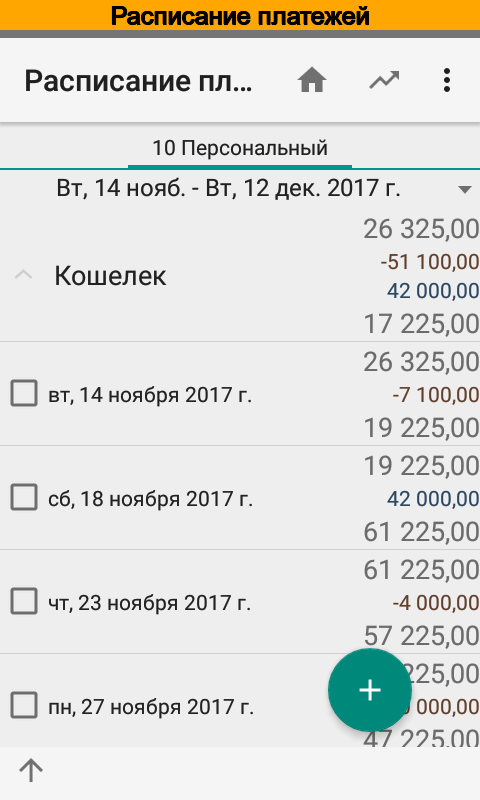 Расписание платежей
Расписание пл...
10 Персональный
Вт, 14 нояб. - Вт, 12 дек. 2017 г.
26 325,00
-51 100,00
Кошелек
42 000,00
17 225,00
26 325,00
вт, 14 ноября 2017 г.
-7 100,00
19 225,00
19 225,00
сб, 18 ноября 2017 г.
42 000,00
61 225,00
61 225,00
чт, 23 ноября 2017 г.
-4 000,00
57 225,00
225,00
пн, 27 ноября 2017 г.
000,00
47 225,00